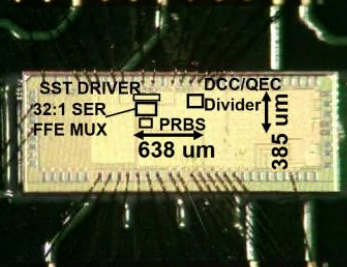 SST DRIVER
32:1 SER
FFE MUX
PRBS
638 um
DCC/QEC
Divider
385 um